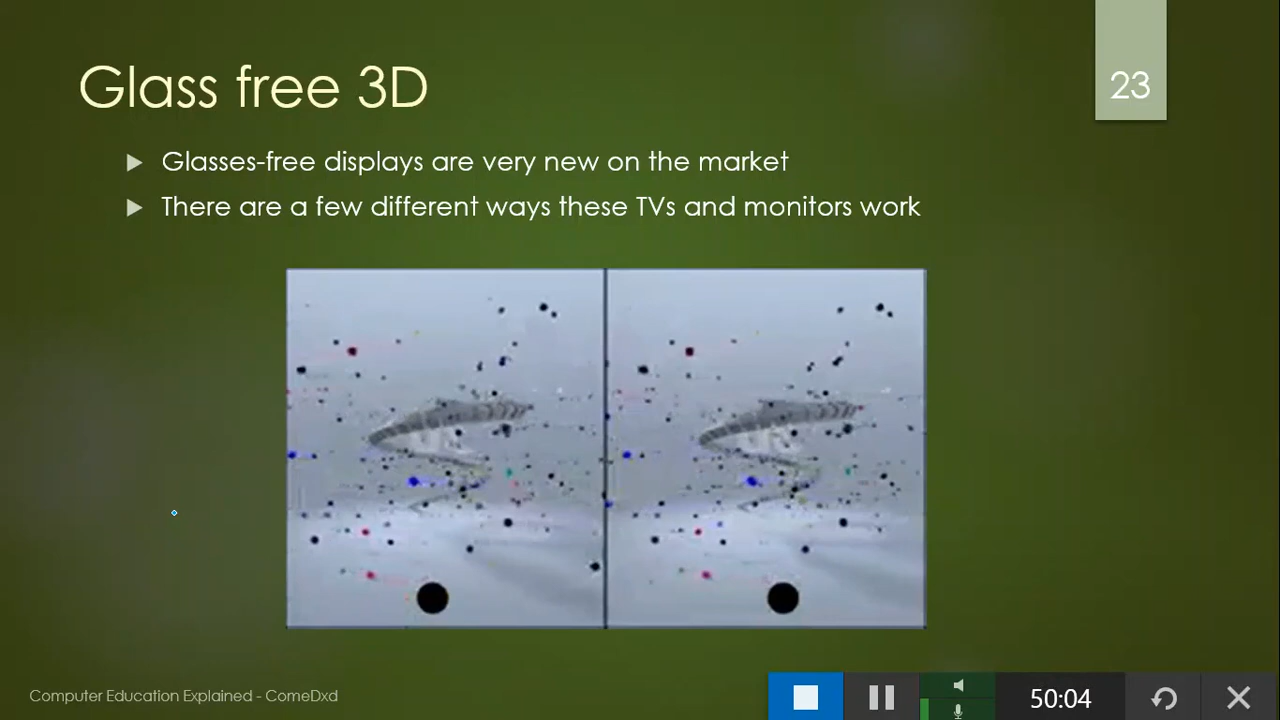 Glass free 3D
23
Glasses-free displays are very new on the market
There are a few different ways these TVs and monitors work
Computer Education Explained - ComeDxd
50:04